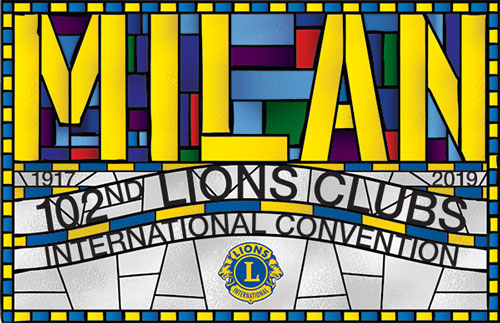 MILAN
1917 2019
102ND LIONS CLUBS
INTERNATIONAL CONVENTION
LIONS
L
INTERNATIONAL